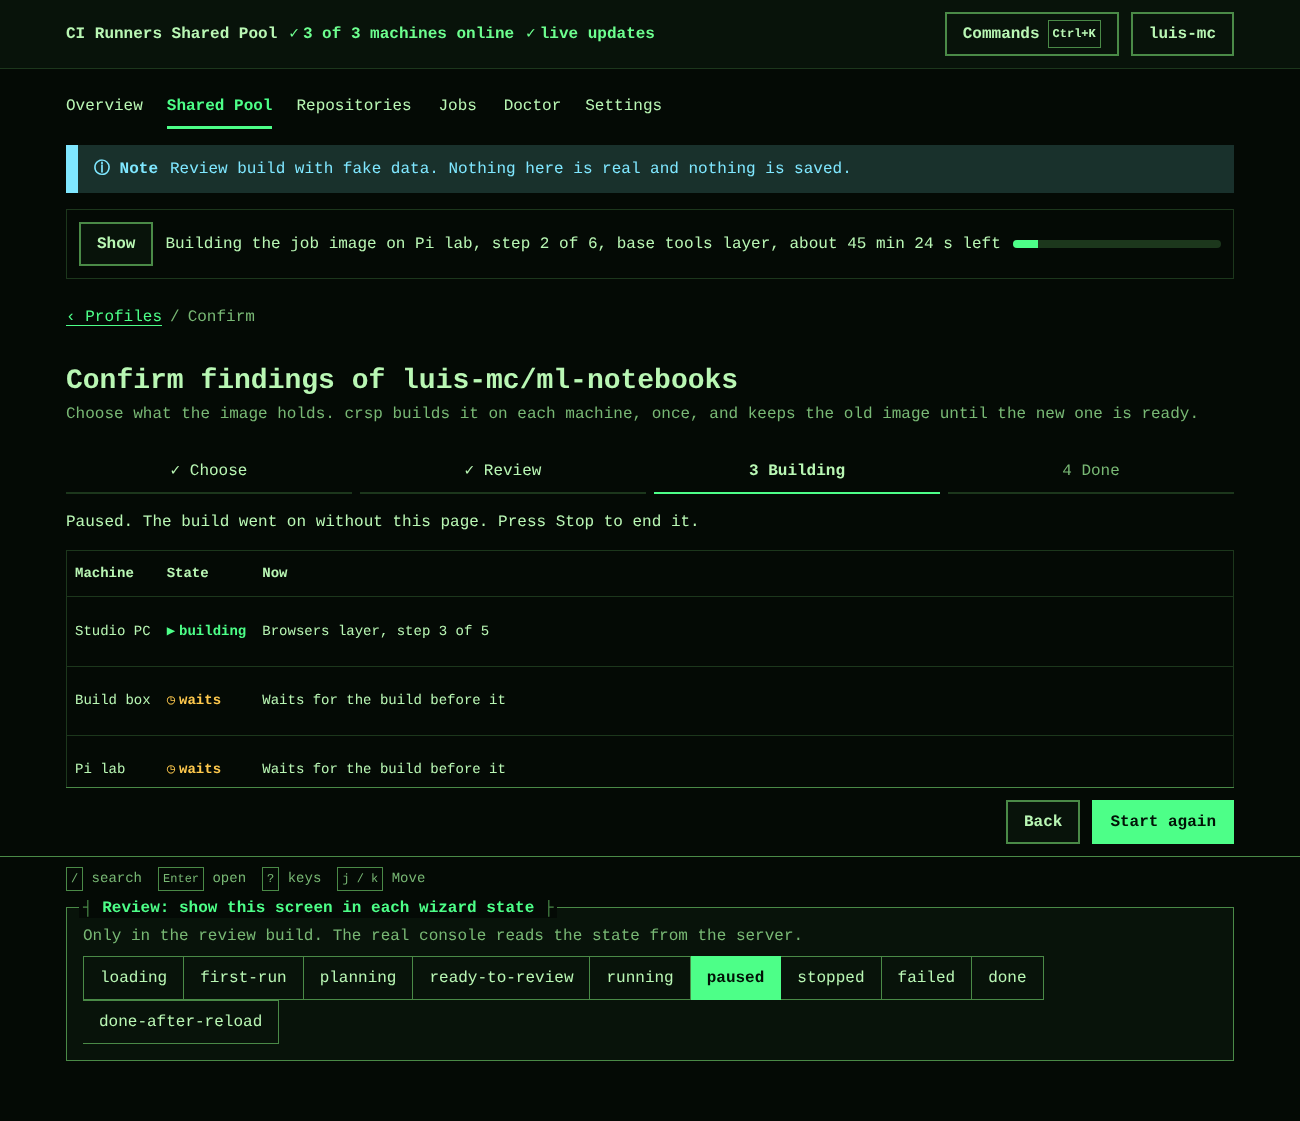 CI Runners Shared Pool ✓ 3 of 3 machines online ✓ live updates Commands Ctrl+K luis-mc
Overview Shared Pool Repositories Jobs Doctor Settings
ⓘ Note Review build with fake data. Nothing here is real and nothing is saved.
Show Building the job image on Pi lab, step 2 of 6, base tools layer, about 45 min 24 s left
‹ Profiles / Confirm
Confirm findings of luis-mc/ml-notebooks
Choose what the image holds. crsp builds it on each machine, once, and keeps the old image until the new one is ready.
✓ Choose ✓ Review 3 Building 4 Done
Paused. The build went on without this page. Press Stop to end it.
Machine State Now
Studio PC ▶ building Browsers layer, step 3 of 5
Build box ◷ waits Waits for the build before it
Pi lab ◷ waits Waits for the build before it
Back Start again
/ search Enter open ? keys j / k Move
Review: show this screen in each wizard state
Only in the review build. The real console reads the state from the server.
loading first-run planning ready-to-review running paused stopped failed done
done-after-reload